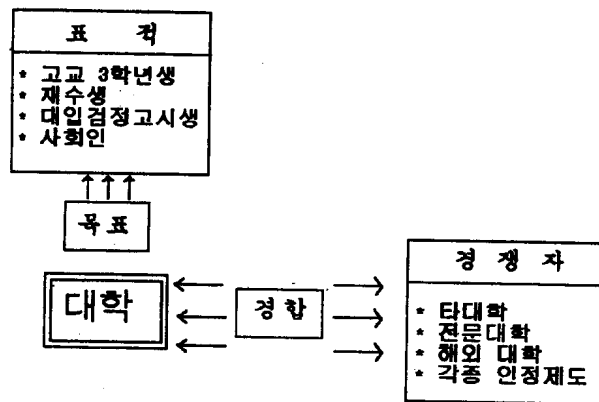 표 적
* 고교 3학년생
* 재수생
* 대입검정고시생
* 사회인
목표
대학
경합
경 쟁 자
* 타대학
* 전문대학
* 해외 대학
* 각종 인정제도